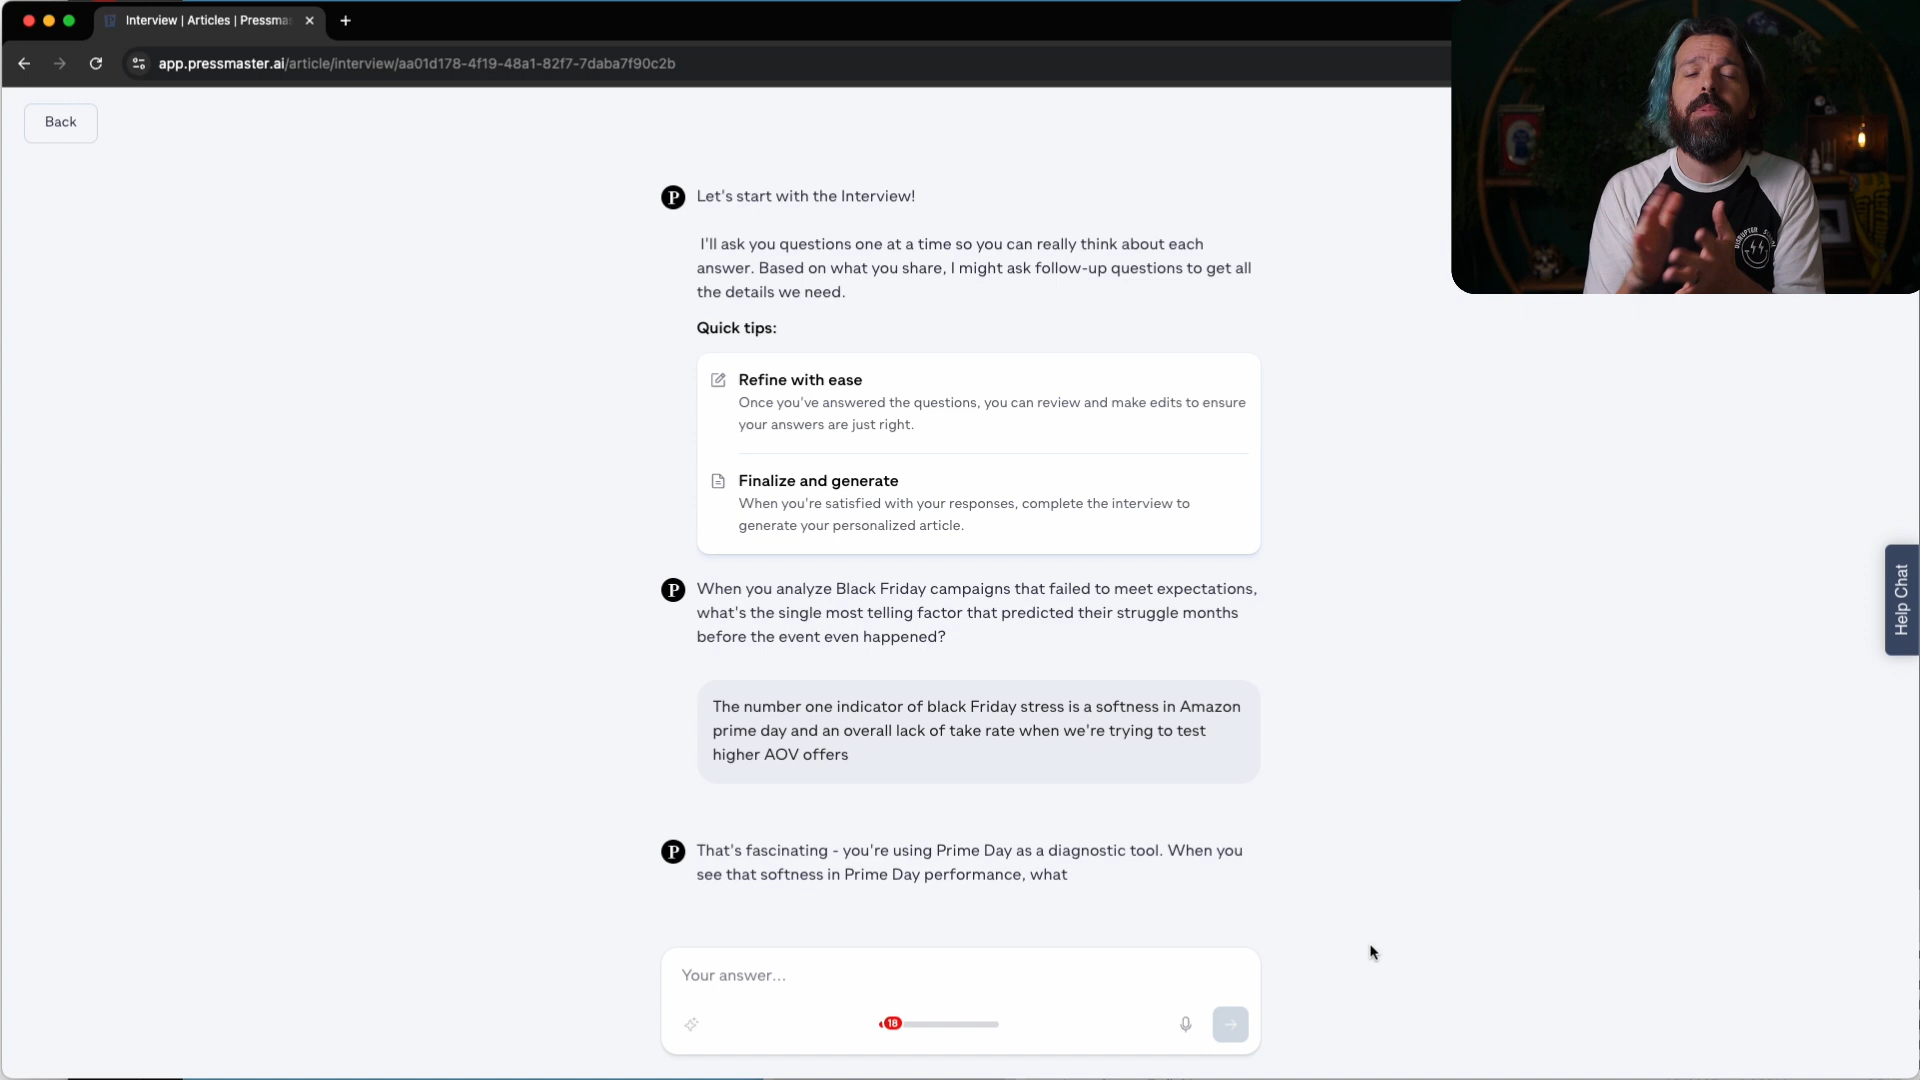 Interview | Articles | Pressma
app.pressmaster.ai/article/interview/aa01d178-4f19-48a1-82f7-7daba7f90c2b
Back
P
Let's start with the Interview!
I'll ask you questions one at a time so you can really think about each
answer. Based on what you share, I might ask follow-up questions to get all
the details we need.
Quick tips:
Refine with ease
Once you've answered the questions, you can review and make edits to ensure
your answers are just right.
Finalize and generate
When you're satisfied with your responses, complete the interview to
generate your personalized article.
P
When you analyze Black Friday campaigns that failed to meet expectations,
what's the single most telling factor that predicted their struggle months
before the event even happened?
The number one indicator of black Friday stress is a softness in Amazon
prime day and an overall lack of take rate when we're trying to test
higher AOV offers
P
That's fascinating - you're using Prime Day as a diagnostic tool. When you
see that softness in Prime Day performance, what
Your answer...
18
Help Chat